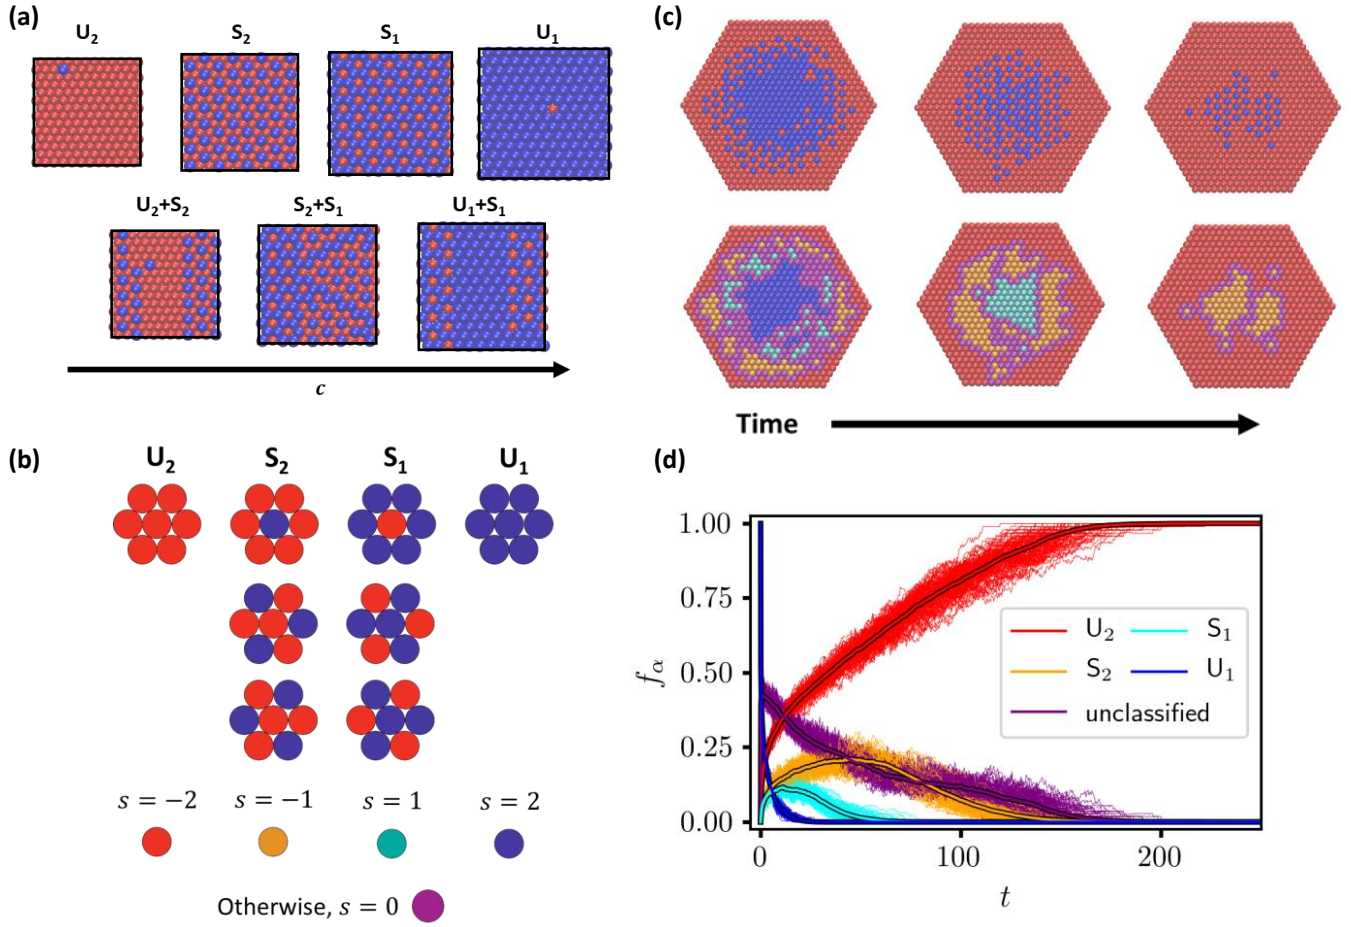 (a)
U₂ S₂ S₁ U₁
U₂+S₂ S₂+S₁ U₁+S₁
c
(b)
U₂ S₂ S₁ U₁
s = −2 s = −1 s = 1 s = 2
Otherwise, s = 0
(c)
Time
(d)
1.00
0.75
0.50
0.25
0.00
fα
0 100 200
t
U₂ S₁
S₂ U₁
unclassified